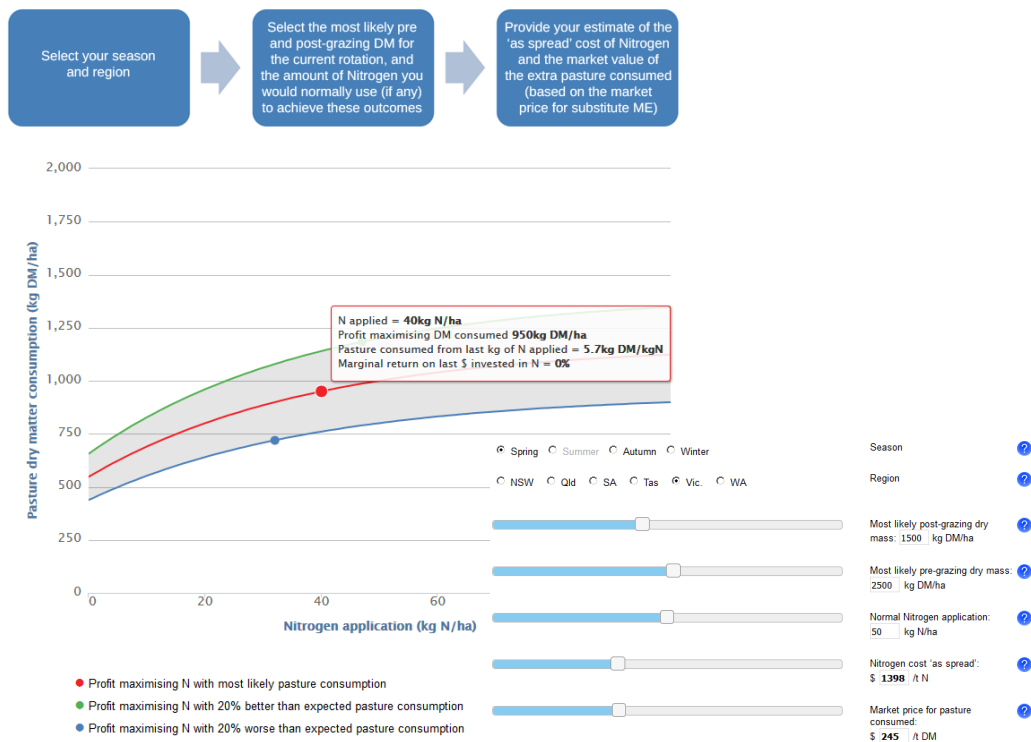 Select your season
and region
Select the most likely pre
and post-grazing DM for
the current rotation, and
the amount of Nitrogen you
would normally use (if any)
to achieve these outcomes
Provide your estimate of the
'as spread' cost of Nitrogen
and the market value of
the extra pasture consumed
(based on the market
price for substitute ME)
Pasture dry matter consumption (kg DM/ha)
2,000
1,750
1,500
1,250
1,000
750
500
250
0
0
20
40
60
Nitrogen application (kg N/ha)
N applied = 40kg N/ha
Profit maximising DM consumed 950kg DM/ha
Pasture consumed from last kg of N applied = 5.7kg DM/kgN
Marginal return on last $ invested in N = 0%
Profit maximising N with most likely pasture consumption
Profit maximising N with 20% better than expected pasture consumption
Profit maximising N with 20% worse than expected pasture consumption
Spring Summer Autumn Winter
Season
?
NSW Qld SA Tas Vic. WA
Region
?
Most likely post-grazing dry
mass: 1500 kg DM/ha
?
Most likely pre-grazing dry mass:
2500 kg DM/ha
?
Normal Nitrogen application:
50 kg N/ha
?
Nitrogen cost 'as spread':
$ 1398 /t N
?
Market price for pasture
consumed:
$ 245 /t DM
?